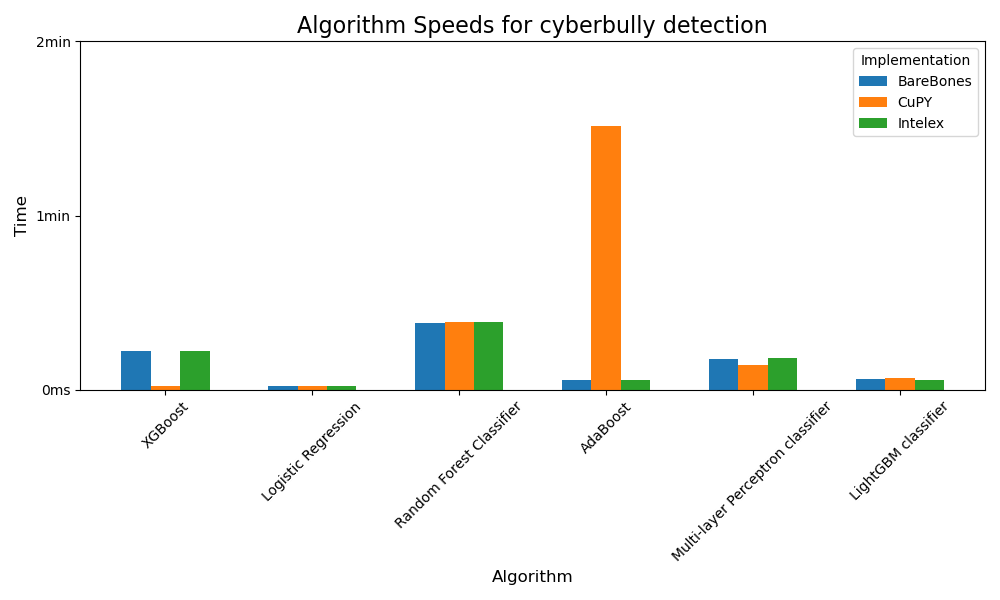 Algorithm Speeds for cyberbully detection
2min
1min
0ms
Time
Implementation
BareBones
CuPY
Intelex
XGBoost
Logistic Regression
Random Forest Classifier
AdaBoost
Multi-layer Perceptron classifier
LightGBM classifier
Algorithm